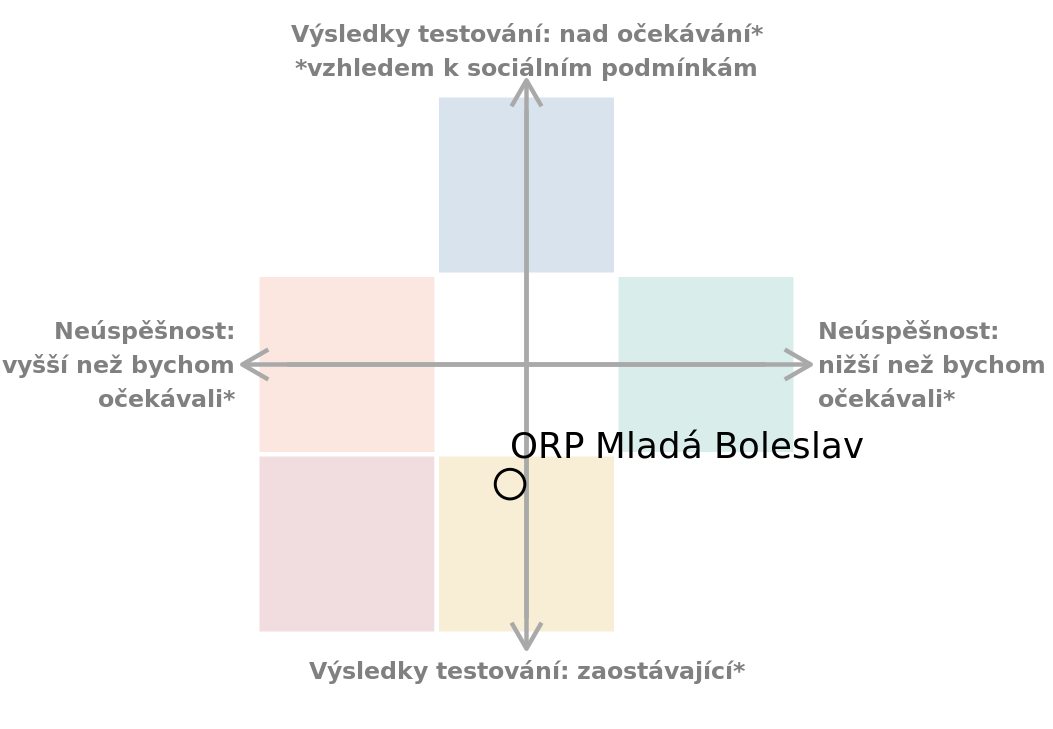 Výsledky testování: nad očekávání*
*vzhledem k sociálním podmínkám
Neúspěšnost:
vyšší než bychom
očekávali*
Neúspěšnost:
nižší než bychom
očekávali*
ORP Mladá Boleslav
Výsledky testování: zaostávající*